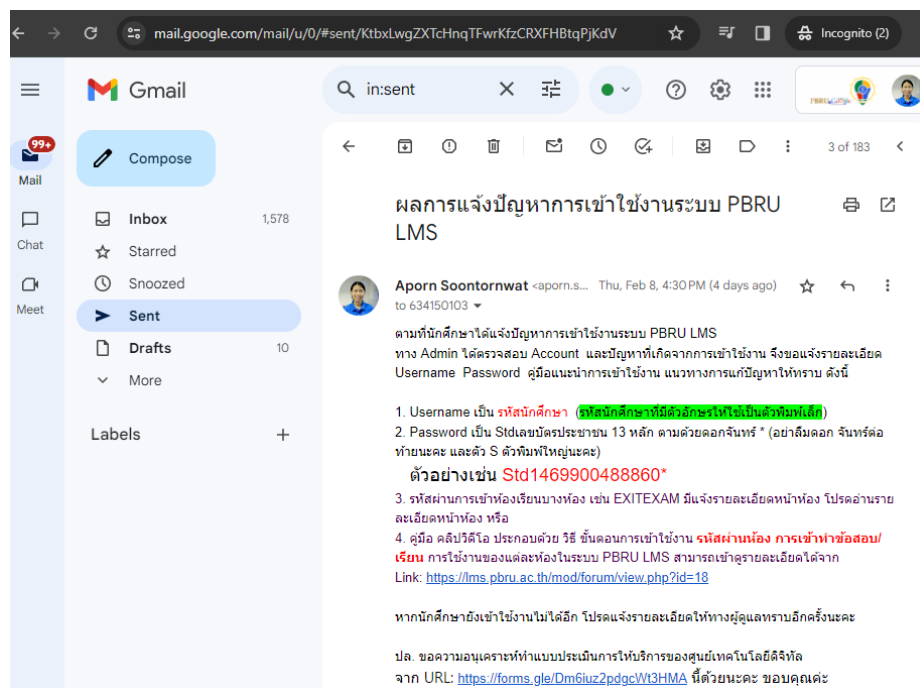 mail.google.com/mail/u/0/#sent/KtbxLwgZXTcHnqTFwrKfzCRXFHBtqPjKdV
Incognito (2)
Gmail
in:sent
99+
Mail
Chat
Meet
Compose
Inbox 1,578
Starred
Snoozed
Sent
Drafts 10
More
Labels
3 of 183
ผลการแจ้งปัญหาการเข้าใช้งานระบบ PBRU
LMS
Aporn Soontornwat <aporn.s... Thu, Feb 8, 4:30 PM (4 days ago)
to 634150103
ตามที่นักศึกษาได้แจ้งปัญหาการเข้าใช้งานระบบ PBRU LMS
ทาง Admin ได้ตรวจสอบ Account และปัญหาที่เกิดจากการเข้าใช้งาน จึงขอแจ้งรายละเอียด
Username Password คู่มือแนะนำการเข้าใช้งาน แนวทางการแก้ปัญหาให้ทราบ ดังนี้
1. Username เป็น รหัสนักศึกษา (รหัสนักศึกษาที่มีตัวอักษรให้ใช้เป็นตัวพิมพ์เล็ก)
2. Password เป็น Stdเลขบัตรประชาชน 13 หลัก ตามด้วยดอกจันทร์ * (อย่าลืมดอก จันทร์ต่อ
ท้ายนะคะ และตัว S ตัวพิมพ์ใหญ่นะคะ)
ตัวอย่างเช่น Std1469900488860*
3. รหัสผ่านการเข้าห้องเรียนบางห้อง เช่น EXITEXAM มีแจ้งรายละเอียดหน้าห้อง โปรดอ่านราย
ละเอียดหน้าห้อง หรือ
4. คู่มือ คลิปวิดีโอ ประกอบด้วย วิธี ขั้นตอนการเข้าใช้งาน รหัสผ่านห้อง การเข้าทำข้อสอบ/
เรียน การใช้งานของแต่ละห้องในระบบ PBRU LMS สามารถเข้าดูรายละเอียดได้จาก
Link: https://lms.pbru.ac.th/mod/forum/view.php?id=18
หากนักศึกษายังเข้าใช้งานไม่ได้อีก โปรดแจ้งรายละเอียดให้ทางผู้ดูแลทราบอีกครั้งนะคะ
ปล. ขอความอนุเคราะห์ทำแบบประเมินการให้บริการของศูนย์เทคโนโลยีดิจิทัล
จาก URL: https://forms.gle/Dm6iuz2pdgcWt3HMA นี้ด้วยนะคะ ขอบคุณค่ะ